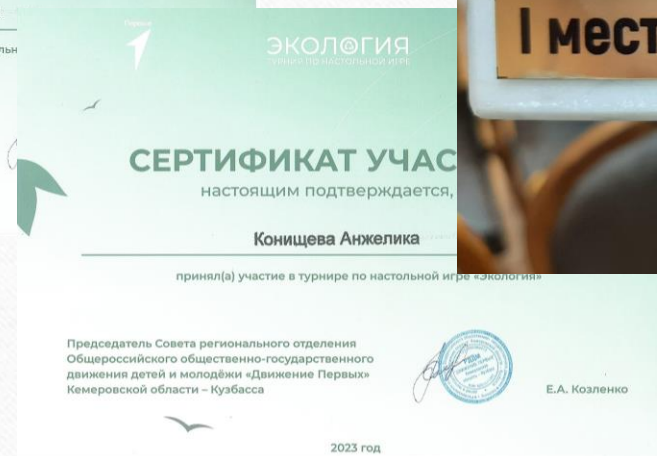 Первые
ЭКОЛОГИЯ
ТУРНИР ПО НАСТОЛЬНОЙ ИГРЕ
I мест
СЕРТИФИКАТ УЧАС
настоящим подтверждается,
Конищева Анжелика
принял(а) участие в турнире по настольной игре «Экология»
Председатель Совета регионального отделения
Общероссийского общественно-государственного
движения детей и молодёжи «Движение Первых»
Кемеровской области – Кузбасса
Е.А. Козленко
2023 год